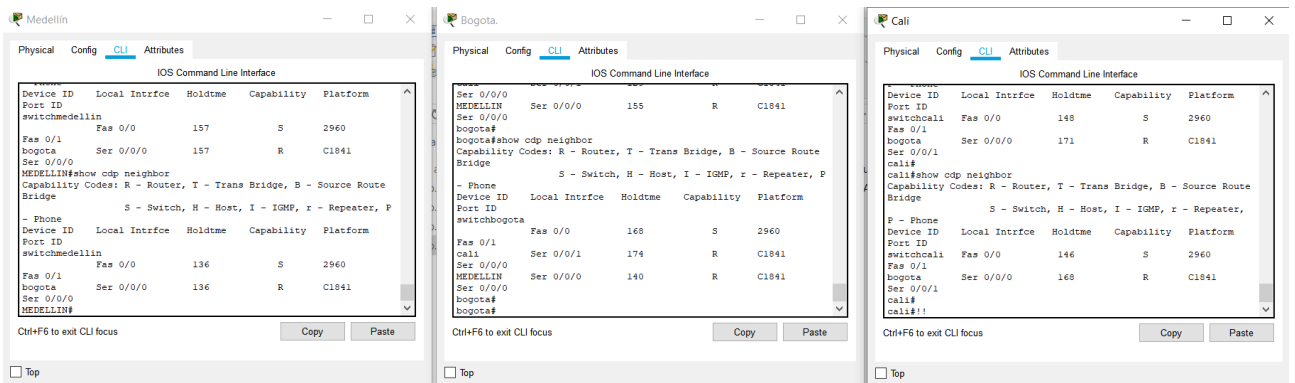 Medellín
Physical Config CLI Attributes
IOS Command Line Interface
- Phone
Device ID Local Intrfce Holdtme Capability Platform
Port ID
switchmedellin
Fas 0/0 157 S 2960
Fas 0/1
bogota Ser 0/0/0 157 R C1841
Ser 0/0/0
MEDELLIN#show cdp neighbor
Capability Codes: R - Router, T - Trans Bridge, B - Source Route
Bridge
S - Switch, H - Host, I - IGMP, r - Repeater, P
- Phone
Device ID Local Intrfce Holdtme Capability Platform
Port ID
switchmedellin
Fas 0/0 136 S 2960
Fas 0/1
bogota Ser 0/0/0 136 R C1841
Ser 0/0/0
MEDELLIN#
Ctrl+F6 to exit CLI focus
Copy Paste
Top
Bogota.
Physical Config CLI Attributes
IOS Command Line Interface
Ser 0/0/0
MEDELLIN Ser 0/0/0 155 R C1841
Ser 0/0/0
bogota#
bogota#show cdp neighbor
Capability Codes: R - Router, T - Trans Bridge, B - Source Route
Bridge
S - Switch, H - Host, I - IGMP, r - Repeater, P
- Phone
Device ID Local Intrfce Holdtme Capability Platform
Port ID
switchbogota
Fas 0/0 168 S 2960
Fas 0/1
cali Ser 0/0/1 174 R C1841
Ser 0/0/0
MEDELLIN Ser 0/0/0 140 R C1841
Ser 0/0/0
bogota#
bogota#
Ctrl+F6 to exit CLI focus
Copy Paste
Top
Cali
Physical Config CLI Attributes
IOS Command Line Interface
P - Phone
Device ID Local Intrfce Holdtme Capability Platform
Port ID
switchcali Fas 0/0 148 S 2960
Fas 0/1
bogota Ser 0/0/0 171 R C1841
Ser 0/0/1
cali#
cali#show cdp neighbor
Capability Codes: R - Router, T - Trans Bridge, B - Source Route
Bridge
S - Switch, H - Host, I - IGMP, r - Repeater,
P - Phone
Device ID Local Intrfce Holdtme Capability Platform
Port ID
switchcali Fas 0/0 146 S 2960
Fas 0/1
bogota Ser 0/0/0 168 R C1841
Ser 0/0/1
cali#
cali#!!
Ctrl+F6 to exit CLI focus
Copy Paste
Top